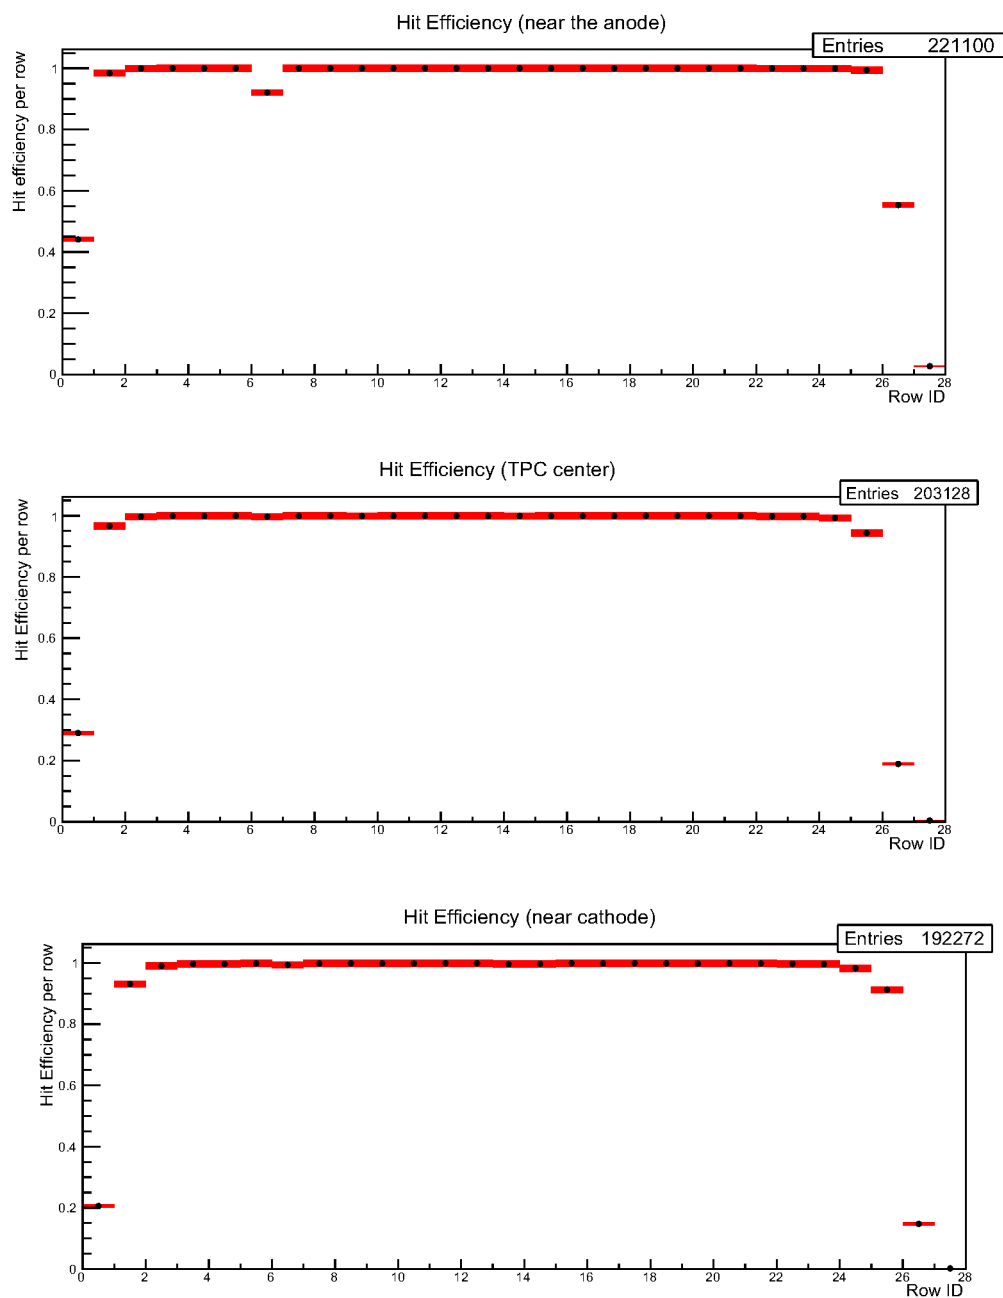 Hit Efficiency (near the anode)
Entries 221100
Hit efficiency per row
1
0.8
0.6
0.4
0.2
0
0 2 4 6 8 10 12 14 16 18 20 22 24 26 28
Row ID
Hit Efficiency (TPC center)
Entries 203128
Hit Efficiency per row
1
0.8
0.6
0.4
0.2
0
0 2 4 6 8 10 12 14 16 18 20 22 24 26 28
Row ID
Hit Efficiency (near cathode)
Entries 192272
Hit Efficiency per row
1
0.8
0.6
0.4
0.2
0
0 2 4 6 8 10 12 14 16 18 20 22 24 26 28
Row ID